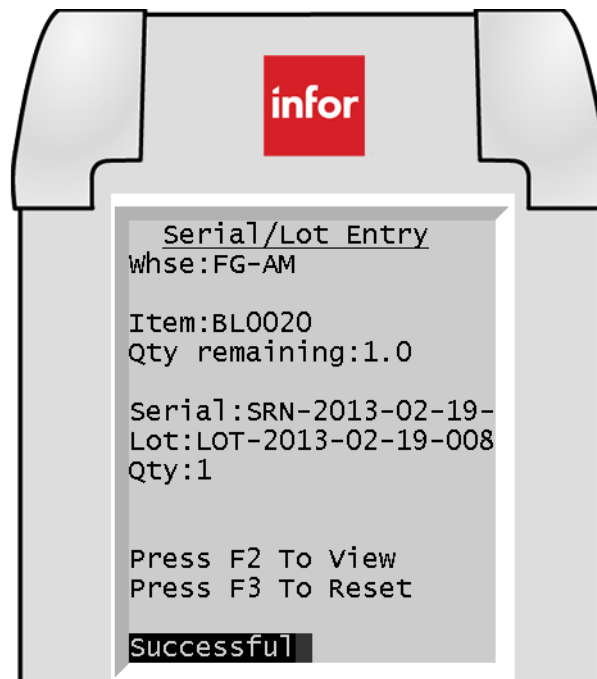 infor
Serial/Lot Entry
Whse:FG-AM
Item:BL0020
Qty remaining:1.0
Serial:SRN-2013-02-19-
Lot:LOT-2013-02-19-008
Qty:1
Press F2 To View
Press F3 To Reset
Successful